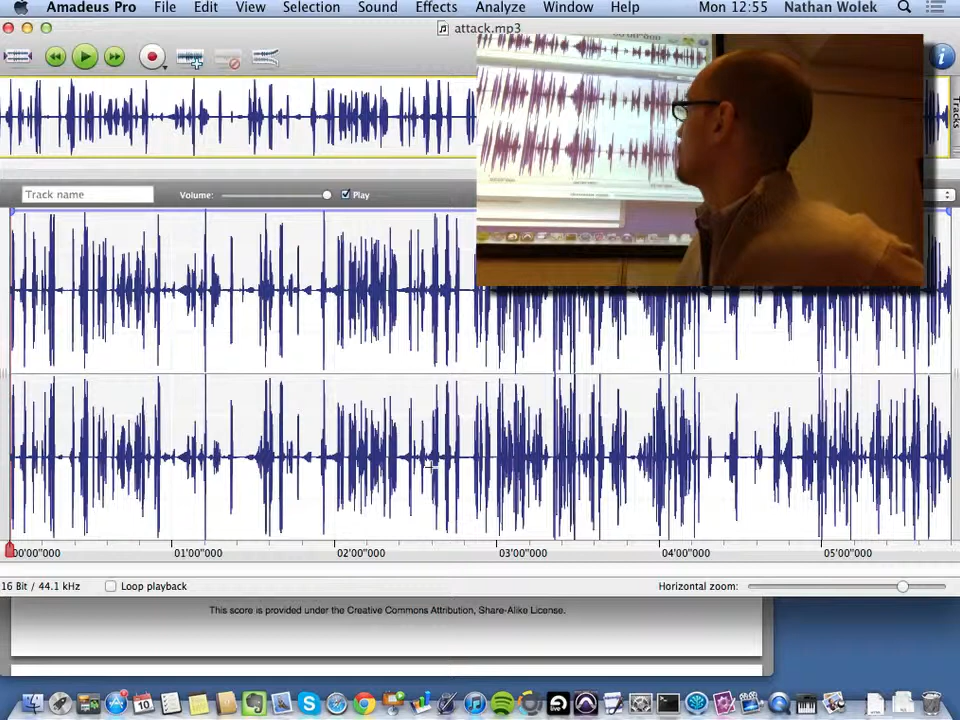 Amadeus Pro File Edit View Selection Sound Effects Analyze Window Help Mon 12:55 Nathan Wolek
attack.mp3
Tracks
Track name Volume: Play
00'00"000 01'00"000 02'00"000 03'00"000 04'00"000 05'00"000
16 Bit / 44.1 kHz Loop playback Horizontal zoom:
This score is provided under the Creative Commons Attribution, Share-Alike License.
10
live